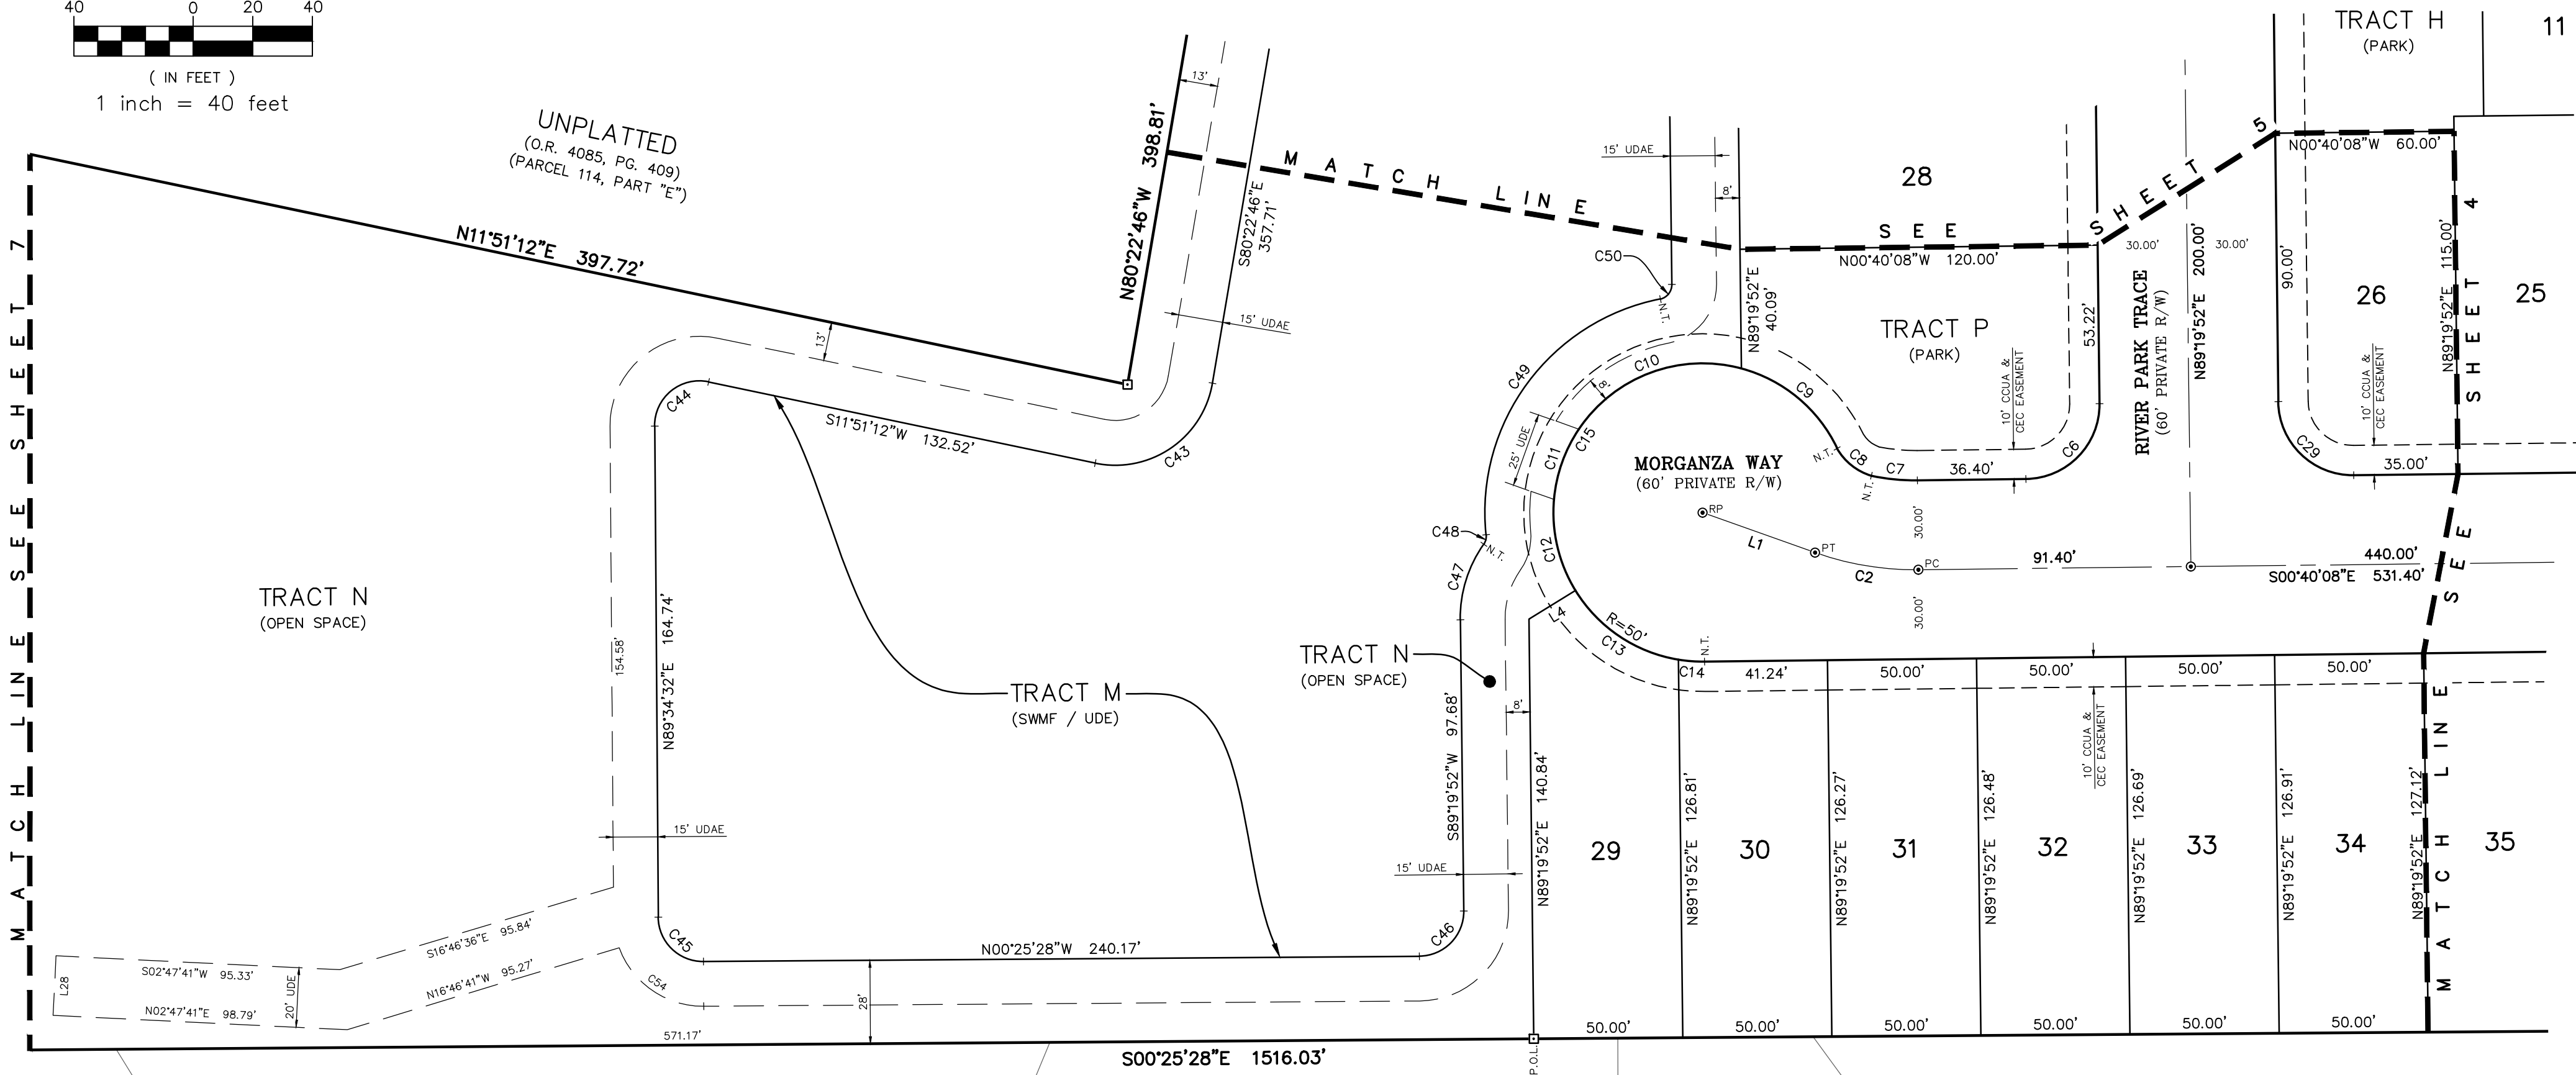 40 0 20 40
( IN FEET )
1 inch = 40 feet
UNPLATTED
(O.R. 4085, PG. 409)
(PARCEL 114, PART "E")
N11°51'12"E 397.72'
N80°22'46"W 398.81'
13'
13'
S80°22'46"E
357.71'
15' UDAE
MATCH LINE SEE SHEET 5
MATCH LINE SEE SHEET 7
MATCH LINE SEE SHEET 4
TRACT H
(PARK)
11
15' UDAE
8'
28
N00°40'08"W 120.00'
N00°40'08"W 60.00'
30.00'
30.00'
N89°19'52"E 200.00'
RIVER PARK TRACE
(60' PRIVATE R/W)
90.00'
26
N89°19'52"E 115.00'
25
10' CCUA &
CEC EASEMENT
C29
35.00'
C50
N.T.
N89°19'52"E
40.09'
TRACT P
(PARK)
53.22'
10' CCUA &
CEC EASEMENT
C49
C10
C9
8'
C15
C11
25' UDE
C12
N.T.
C8
C7
N.T.
36.40'
C6
MORGANZA WAY
(60' PRIVATE R/W)
RP
L1
PT
C2
PC
30.00'
30.00'
91.40'
440.00'
S00°40'08"E 531.40'
C48
N.T.
C47
L4
R=50'
C13
N.T.
C14
41.24'
50.00'
50.00'
50.00'
50.00'
C44
S11°51'12"W 132.52'
C43
TRACT N
(OPEN SPACE)
154.58'
N89°34'32"E 164.74'
TRACT M
(SWMF / UDE)
TRACT N
(OPEN SPACE)
S89°19'52"W 97.68'
8'
15' UDAE
15' UDAE
N89°19'52"E 140.84'
29
N89°19'52"E 126.81'
30
N89°19'52"E 126.27'
31
N89°19'52"E 126.48'
32
10' CCUA &
CEC EASEMENT
N89°19'52"E 126.69'
33
N89°19'52"E 126.91'
34
N89°19'52"E 127.12'
35
C45
C46
N00°25'28"W 240.17'
S16°46'36"E 95.84'
S02°47'41"W 95.33'
L28
20' UDE
N16°46'41"W 95.27'
N02°47'41"E 98.79'
C54
28'
571.17'
50.00'
50.00'
50.00'
50.00'
50.00'
50.00'
S00°25'28"E 1516.03'
P.O.L.